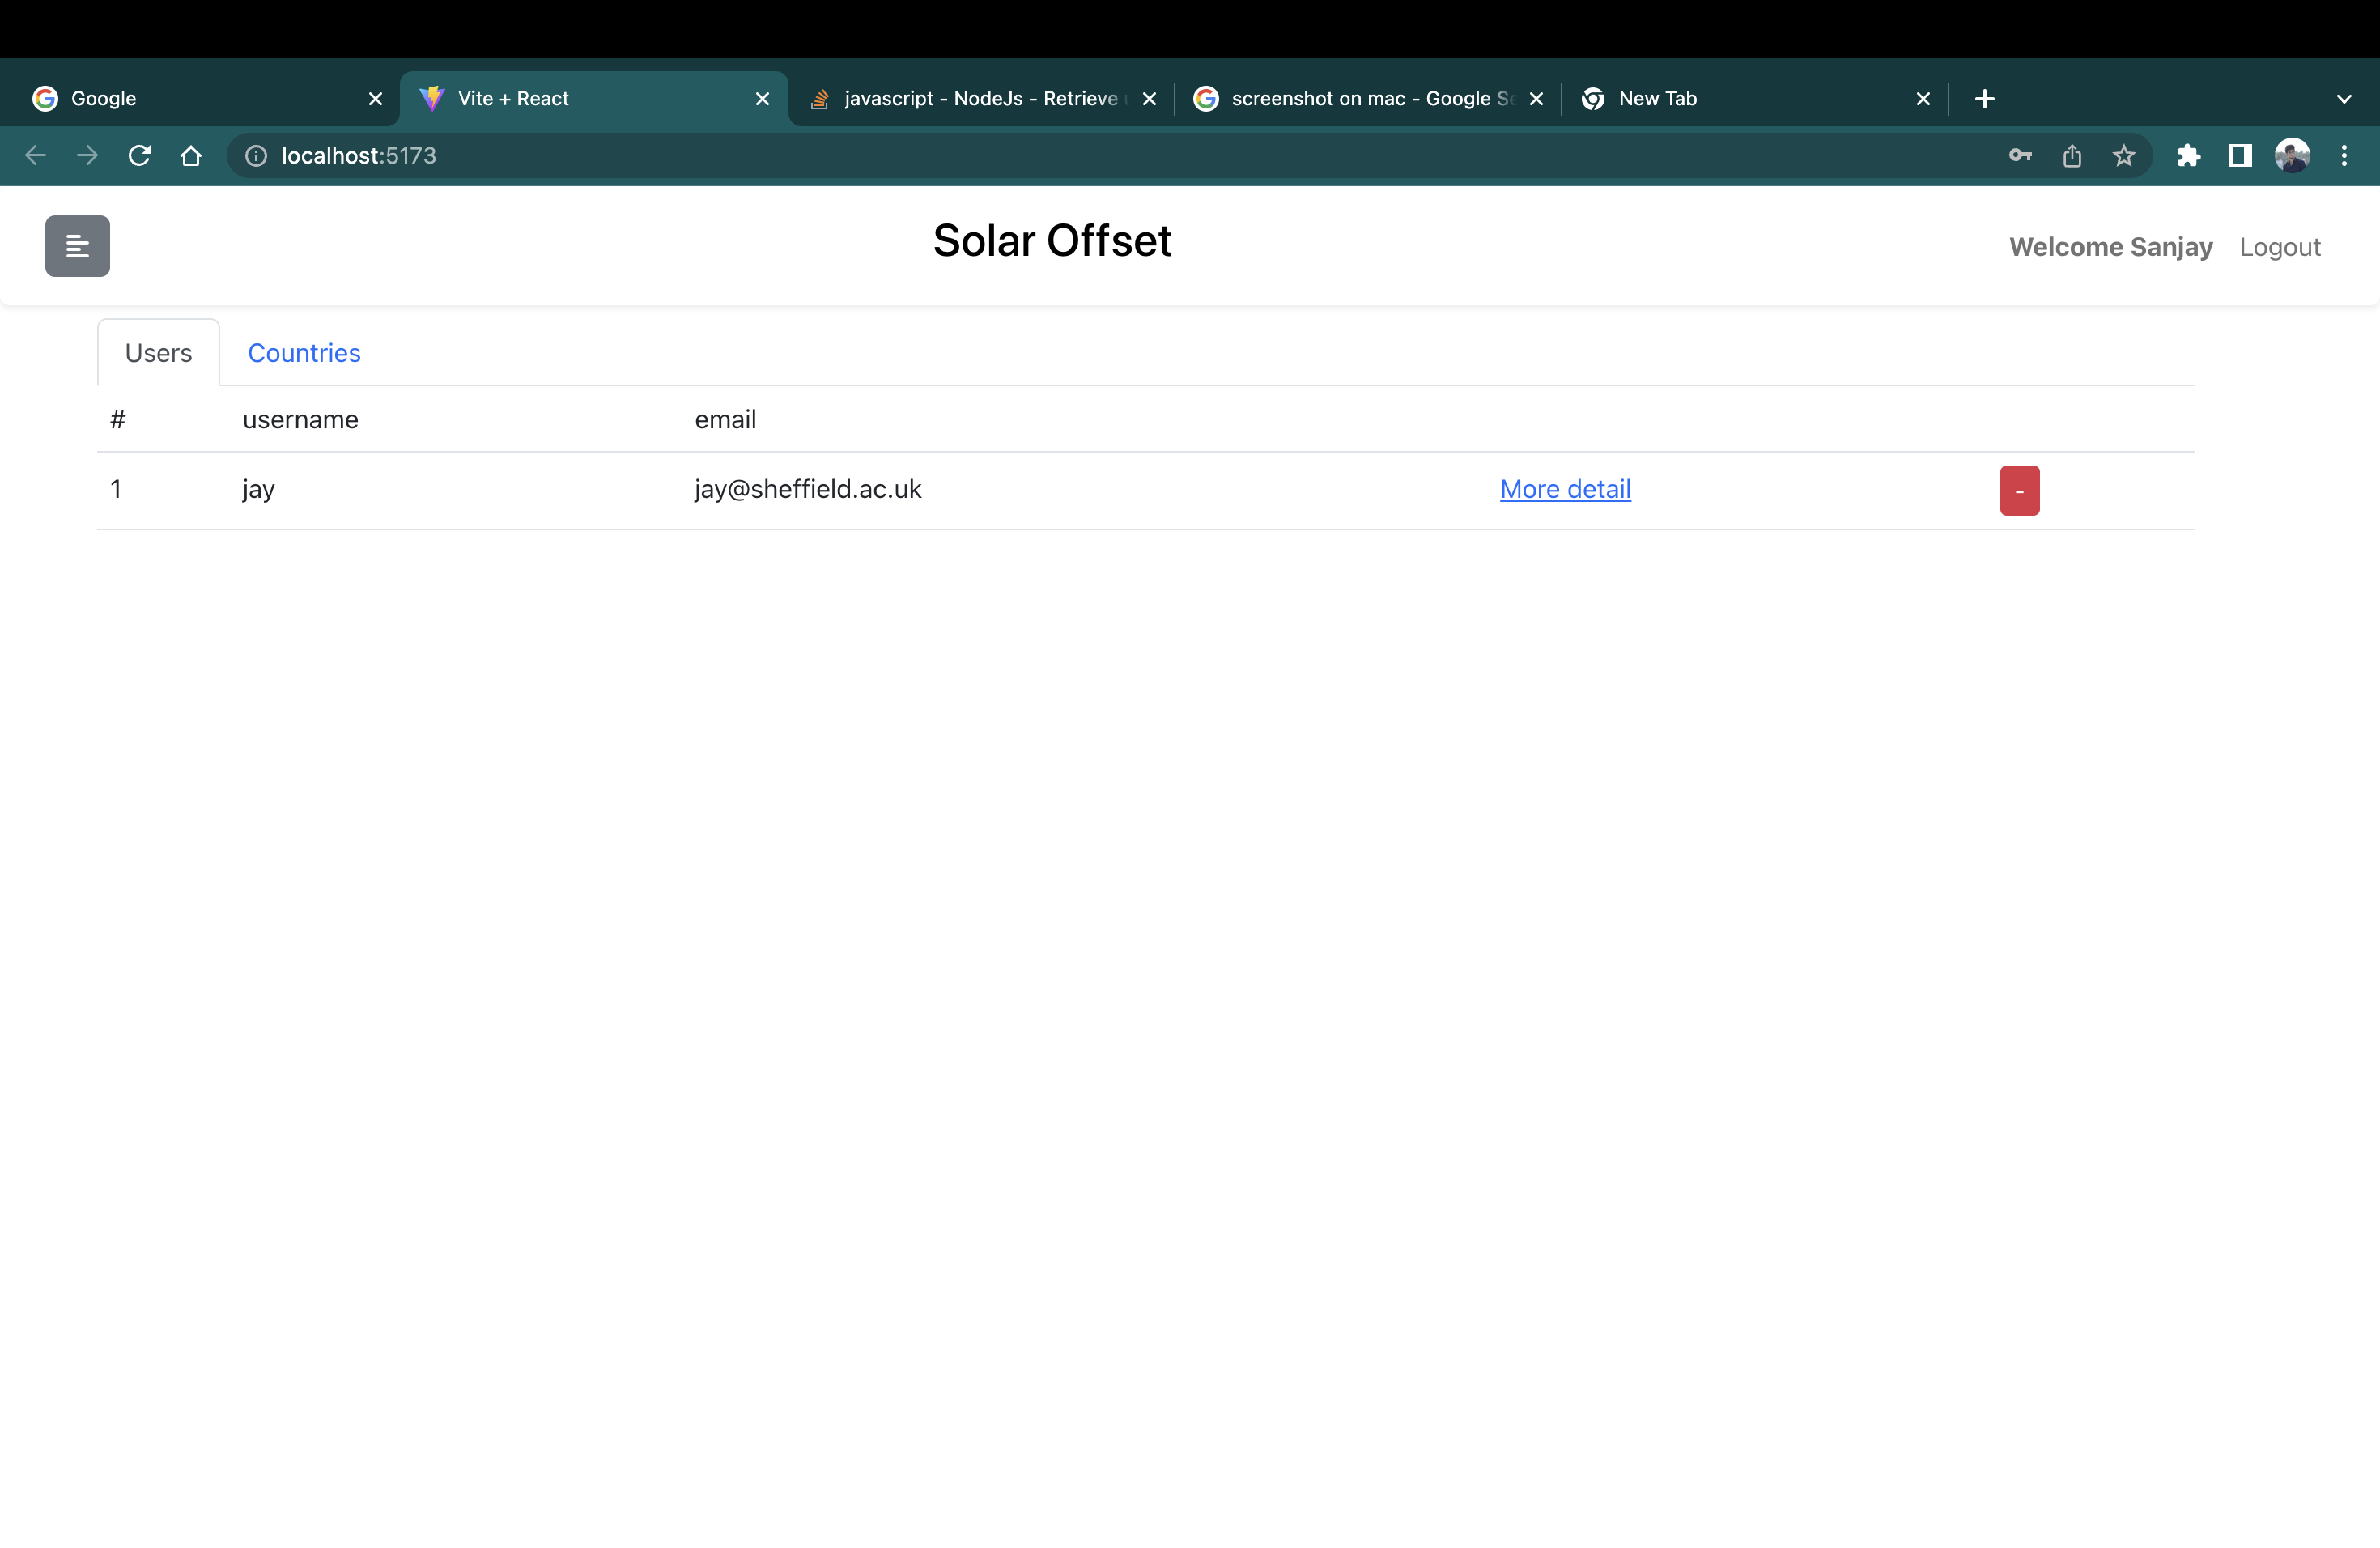 Google
Vite + React
javascript - NodeJs - Retrieve
screenshot on mac - Google Se
New Tab
localhost:5173
Solar Offset
Welcome Sanjay Logout
Users Countries
# username email
1 jay jay@sheffield.ac.uk More detail -